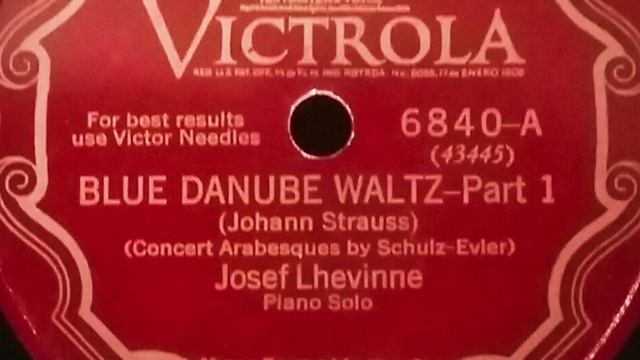 VICTROLA
For best results
use Victor Needles
6840-A
(43445)
BLUE DANUBE WALTZ-Part 1
(Johann Strauss)
(Concert Arabesques by Schulz-Evler)
Josef Lhevinne
Piano Solo